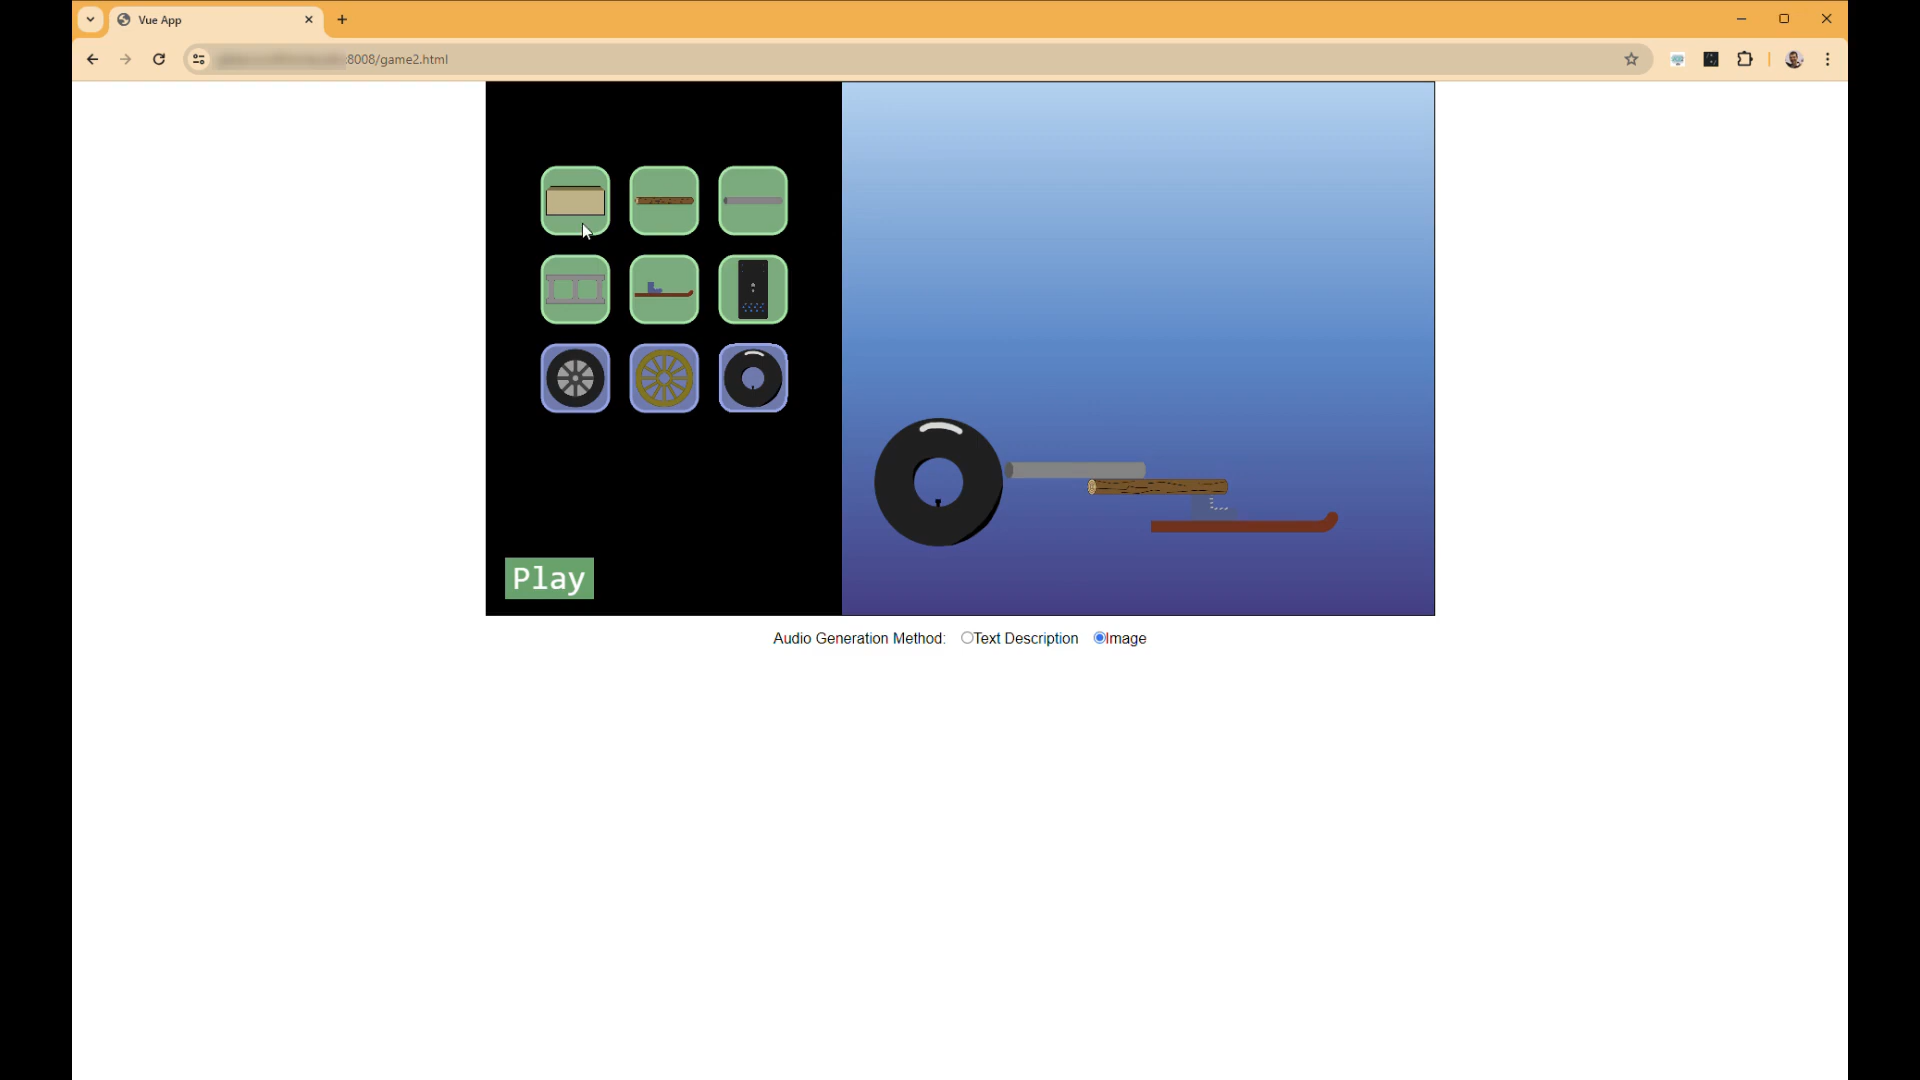 Vue App
:8008/game2.html
Play
Audio Generation Method: Text Description Image